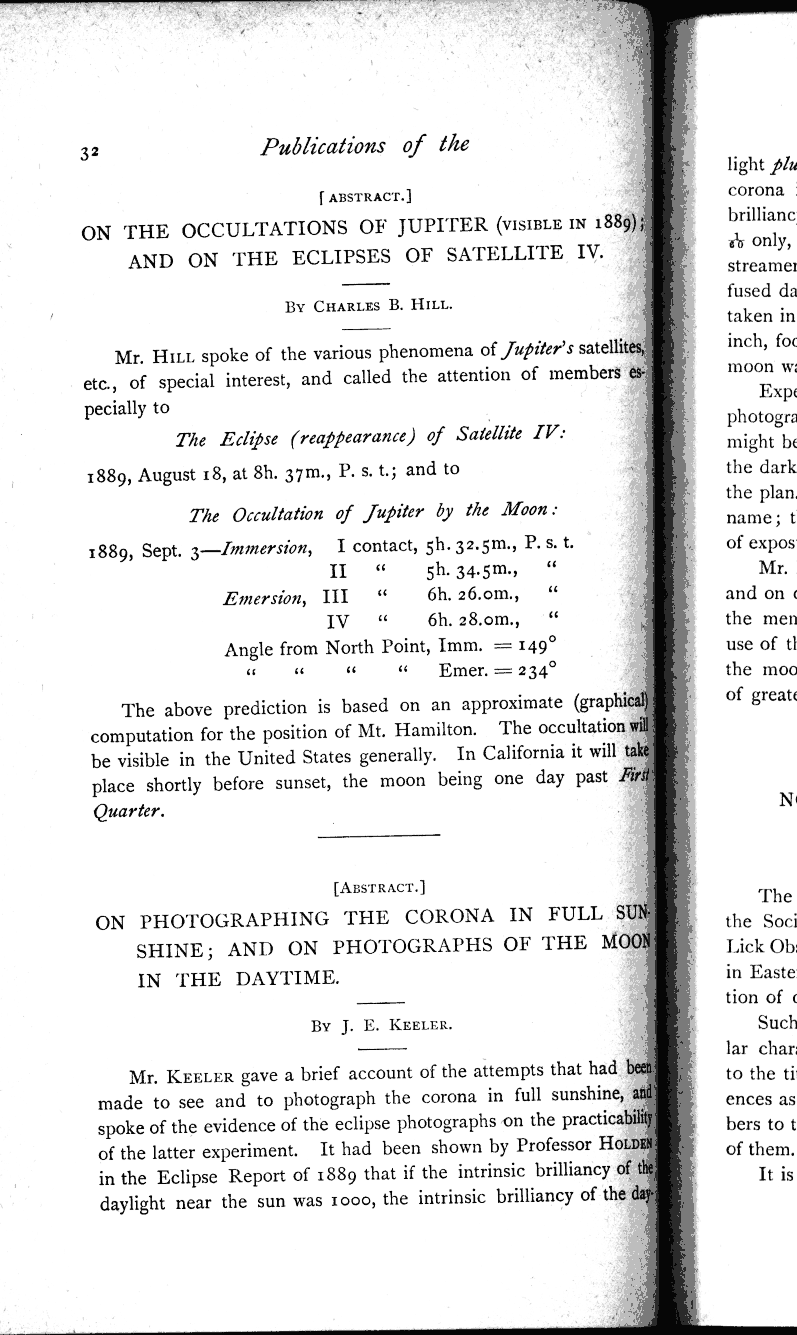 32 Publications of the
[ABSTRACT.]
ON THE OCCULTATIONS OF JUPITER (VISIBLE IN 1889);
AND ON THE ECLIPSES OF SATELLITE IV.
BY CHARLES B. HILL.
Mr. HILL spoke of the various phenomena of Jupiter's satellites,
etc., of special interest, and called the attention of members es-
pecially to
The Eclipse (reappearance) of Satellite IV:
1889, August 18, at 8h. 37m., P. s. t.; and to
The Occultation of Jupiter by the Moon:
1889, Sept. 3—Immersion, I contact, 5h. 32.5m., P. s. t.
II “ 5h. 34.5m., “
Emersion, III “ 6h. 26.0m., “
IV “ 6h. 28.0m., “
Angle from North Point, Imm. = 149°
“ “ “ “ Emer. = 234°
The above prediction is based on an approximate (graphical)
computation for the position of Mt. Hamilton. The occultation will
be visible in the United States generally. In California it will take
place shortly before sunset, the moon being one day past First
Quarter.
[ABSTRACT.]
ON PHOTOGRAPHING THE CORONA IN FULL SUN-
SHINE; AND ON PHOTOGRAPHS OF THE MOON
IN THE DAYTIME.
BY J. E. KEELER.
Mr. KEELER gave a brief account of the attempts that had been
made to see and to photograph the corona in full sunshine, and
spoke of the evidence of the eclipse photographs on the practicability
of the latter experiment. It had been shown by Professor HOLDEN
in the Eclipse Report of 1889 that if the intrinsic brilliancy of the
daylight near the sun was 1000, the intrinsic brilliancy of the day-
light plu
corona
brillianc
only,
streamer
fused da
taken in
inch, foc
moon wa
Expe
photogra
might be
the dark
the plan.
name; t
of expos
Mr.
and on c
the mem
use of th
the moo
of greate
N
The
the Soci
Lick Obs
in Easte
tion of c
Such
lar chara
to the ti
ences as
bers to t
of them.
It is